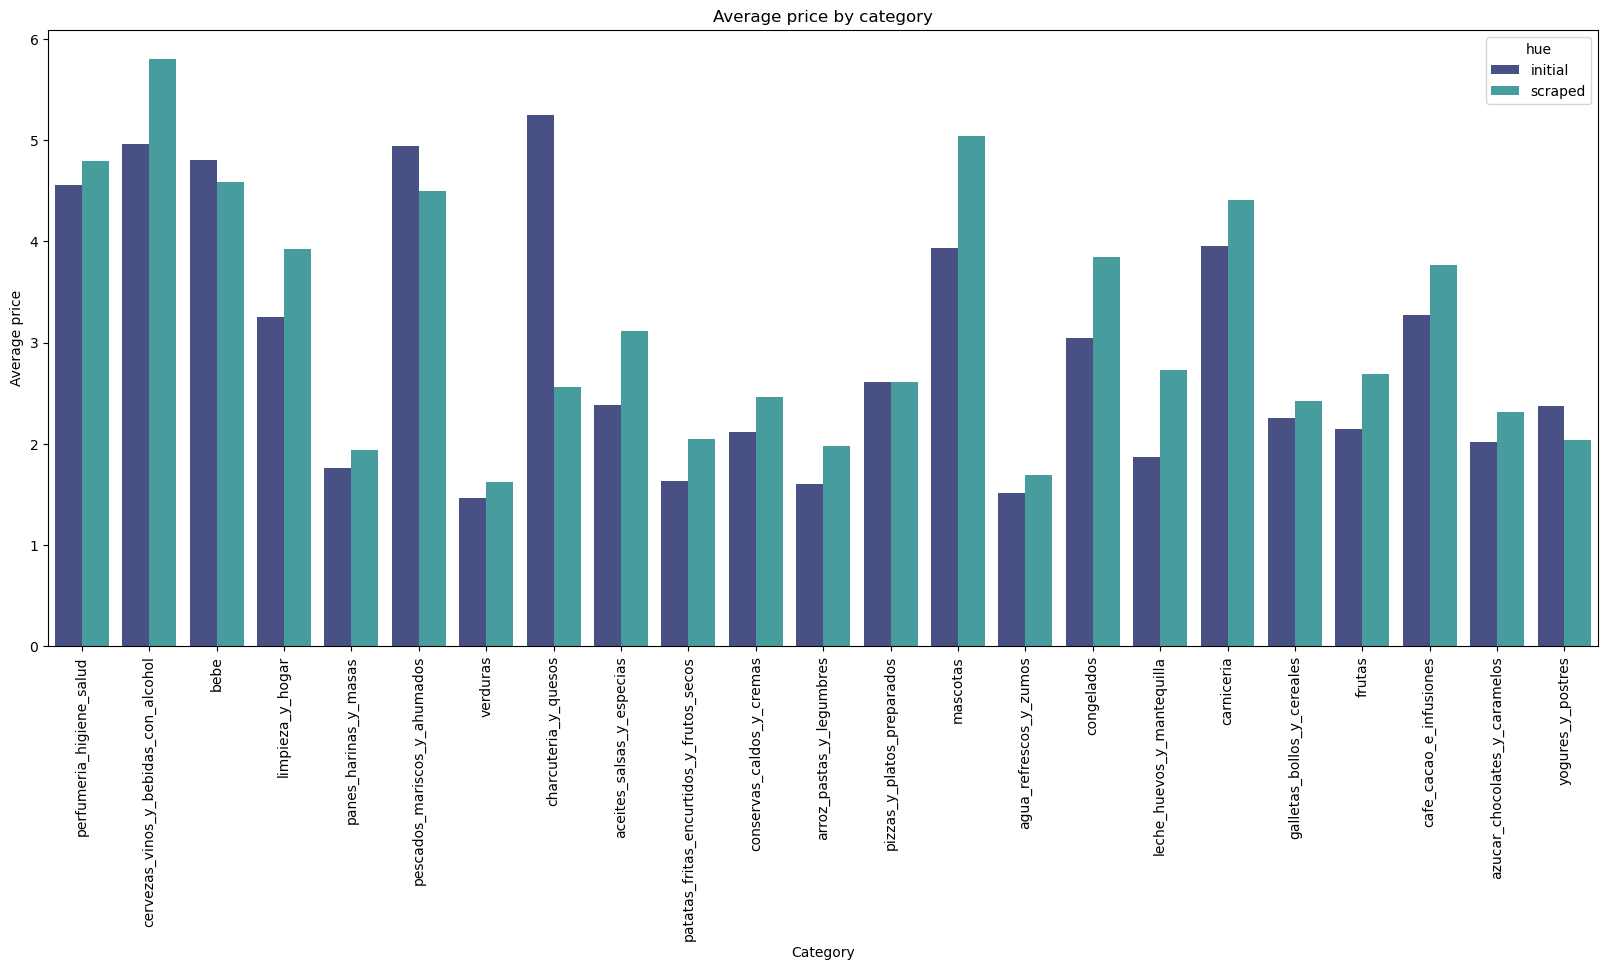 Average price by category
hue
initial
scraped
Average price
6
5
4
3
2
1
0
perfumeria_higiene_salud
cervezas_vinos_y_bebidas_con_alcohol
bebe
limpieza_y_hogar
panes_harinas_y_masas
pescados_mariscos_y_ahumados
verduras
charcuteria_y_quesos
aceites_salsas_y_especias
patatas_fritas_encurtidos_y_frutos_secos
conservas_caldos_y_cremas
arroz_pastas_y_legumbres
pizzas_y_platos_preparados
mascotas
agua_refrescos_y_zumos
congelados
leche_huevos_y_mantequilla
carniceria
galletas_bollos_y_cereales
frutas
cafe_cacao_e_infusiones
azucar_chocolates_y_caramelos
yogures_y_postres
Category